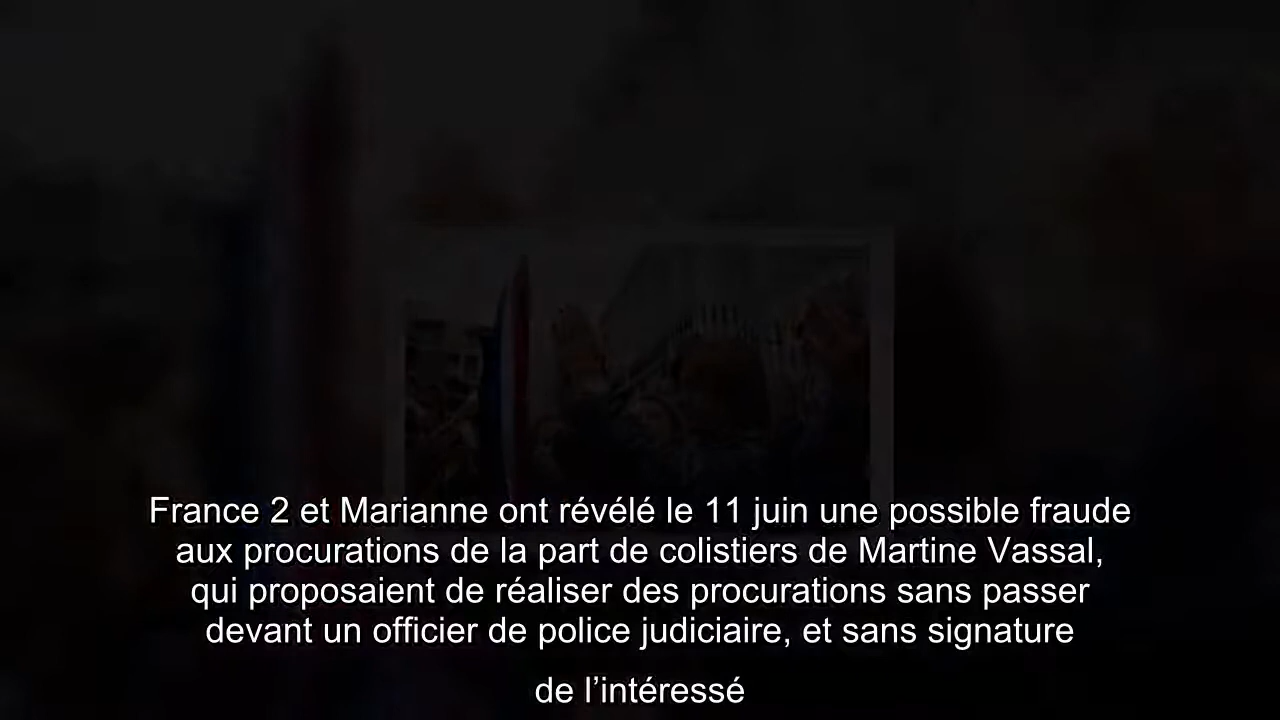 France 2 et Marianne ont révélé le 11 juin une possible fraude
aux procurations de la part de colistiers de Martine Vassal,
qui proposaient de réaliser des procurations sans passer
devant un officier de police judiciaire, et sans signature
de l’intéressé